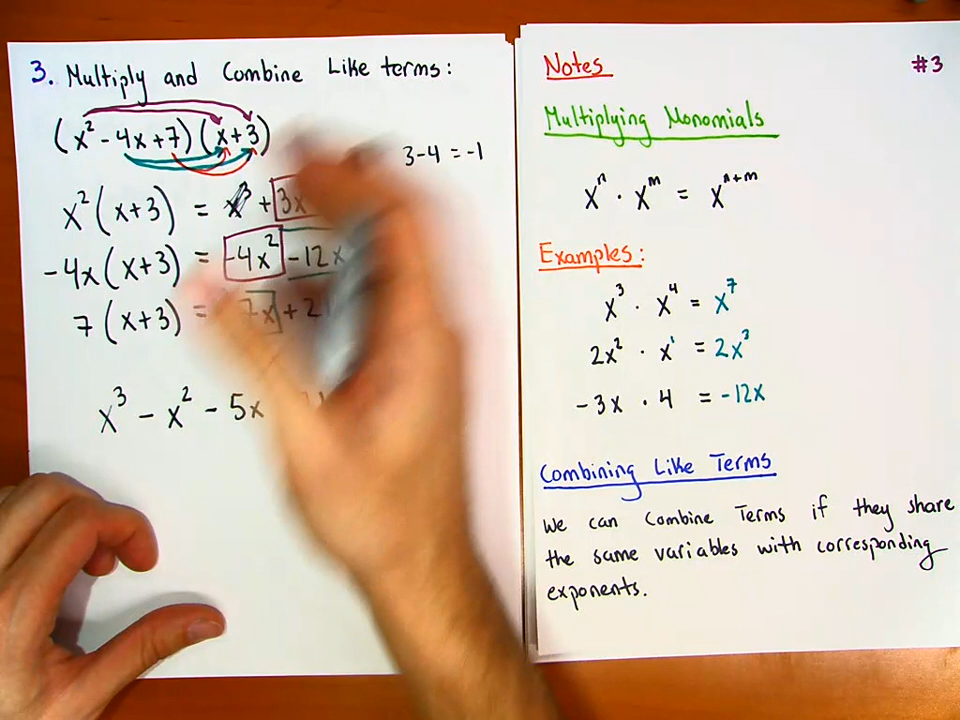 3. Multiply and Combine Like terms:
(x² - 4x + 7)(x + 3)
3 - 4 = -1
x²(x + 3) = x³ + 3x
-4x(x + 3) = -4x² - 12x
7(x + 3) = 7x + 2
x³ - x² - 5x
Notes
#3
Multiplying Monomials
xⁿ · xᵐ = xⁿ⁺ᵐ
Examples:
x³ · x⁴ = x⁷
2x² · x¹ = 2x³
-3x · 4 = -12x
Combining Like Terms
We can Combine Terms if they share
the same variables with corresponding
exponents.